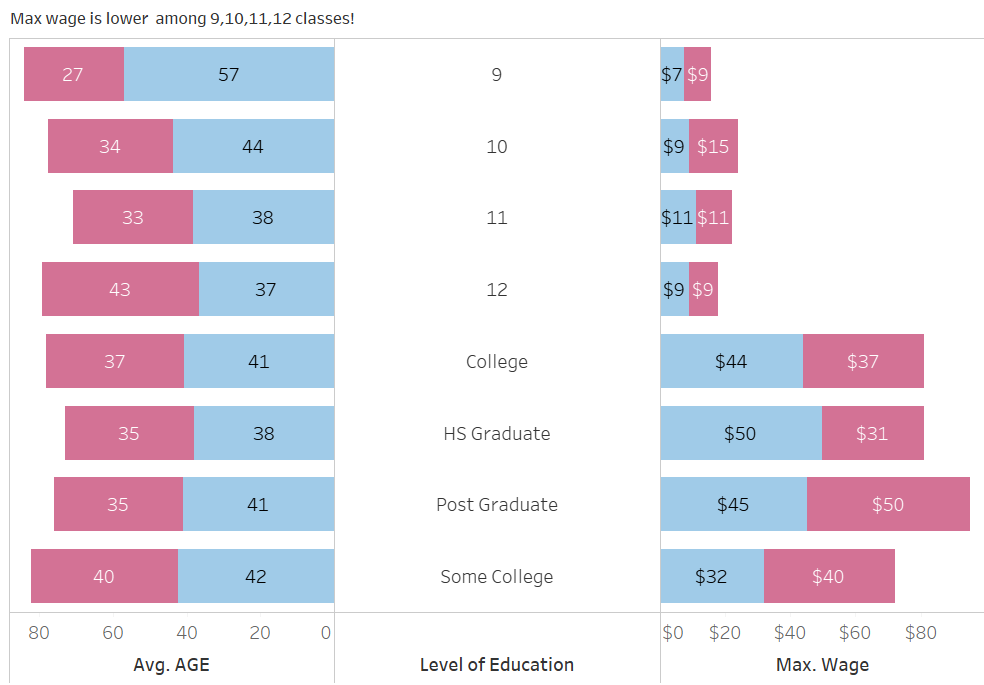 Max wage is lower  among 9,10,11,12 classes!
27 57 9 $7 $9
34 44 10 $9 $15
33 38 11 $11 $11
43 37 12 $9 $9
37 41 College $44 $37
35 38 HS Graduate $50 $31
35 41 Post Graduate $45 $50
40 42 Some College $32 $40
80 60 40 20 0 $0 $20 $40 $60 $80
Avg. AGE Level of Education Max. Wage